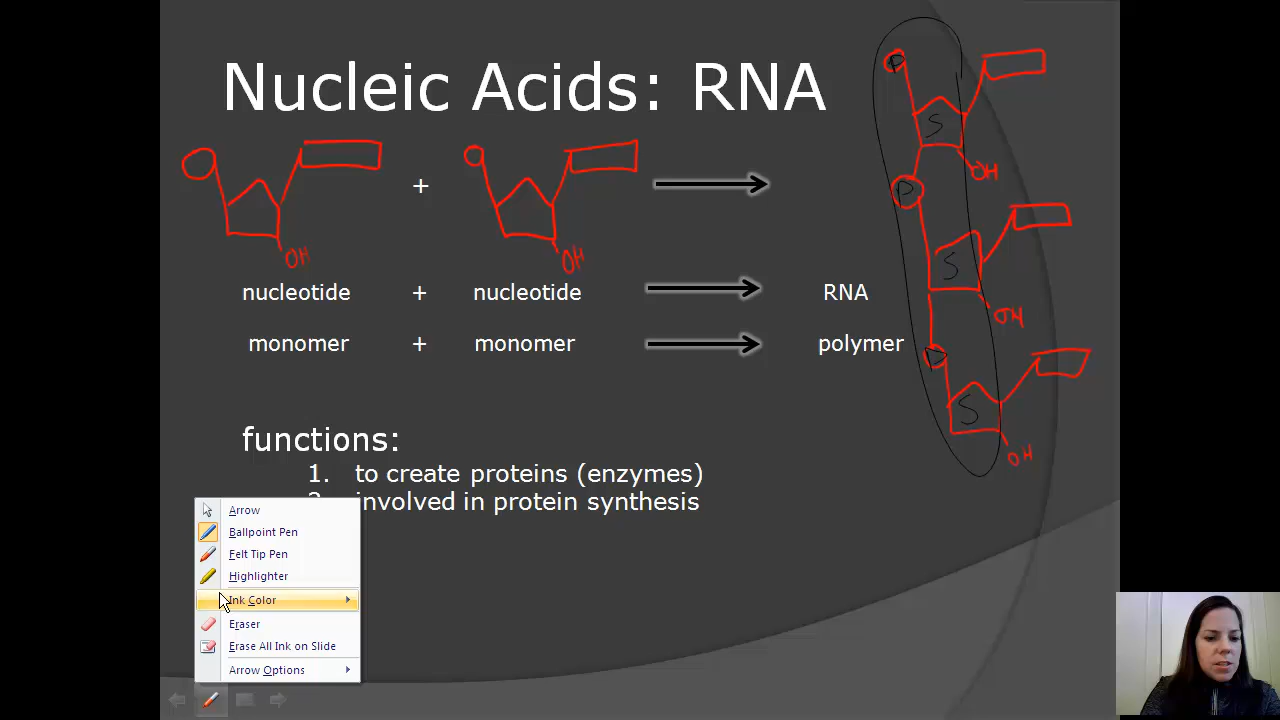 Nucleic Acids: RNA
P
S
OH
P
S
OH
S
OH
+
OH
OH
nucleotide + nucleotide RNA
monomer + monomer polymer
functions:
1. to create proteins (enzymes)
involved in protein synthesis
Arrow
Ballpoint Pen
Felt Tip Pen
Highlighter
Ink Color
Eraser
Erase All Ink on Slide
Arrow Options